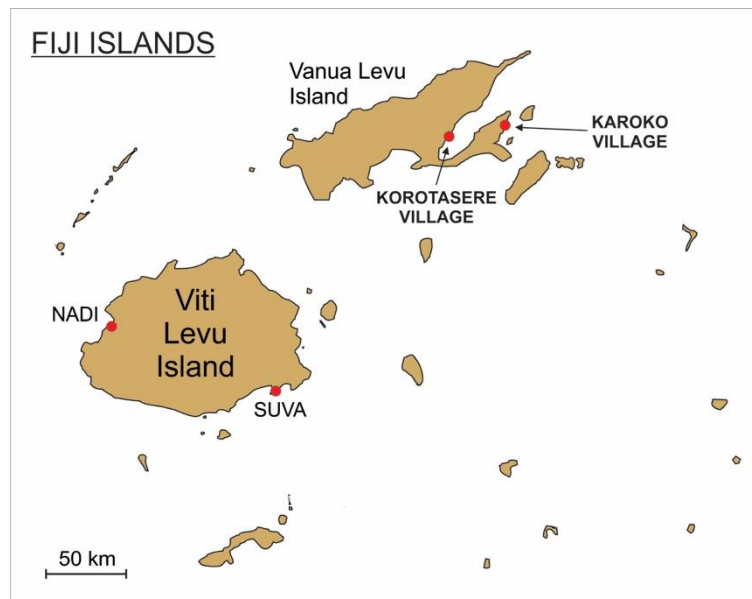 FIJI ISLANDS
Vanua Levu
Island
KAROKO
VILLAGE
KOROTASERE
VILLAGE
NADI
Viti
Levu
Island
SUVA
50 km